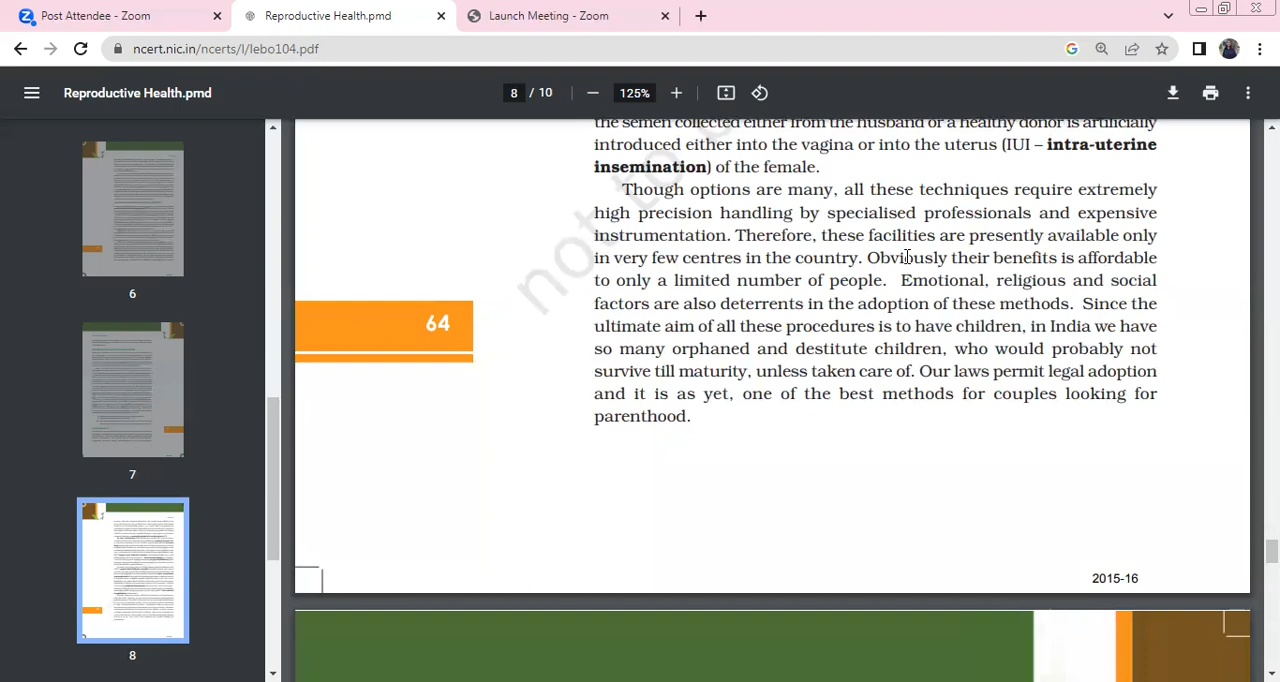 Post Attendee - Zoom
Reproductive Health.pmd
Launch Meeting - Zoom
ncert.nic.in/ncerts/l/lebo104.pdf
Reproductive Health.pmd
8 / 10
125%
the semen collected either from the husband or a healthy donor is artificially
introduced either into the vagina or into the uterus (IUI – intra-uterine
insemination) of the female.
Though options are many, all these techniques require extremely
high precision handling by specialised professionals and expensive
instrumentation. Therefore, these facilities are presently available only
in very few centres in the country. Obviously their benefits is affordable
to only a limited number of people. Emotional, religious and social
factors are also deterrents in the adoption of these methods. Since the
ultimate aim of all these procedures is to have children, in India we have
so many orphaned and destitute children, who would probably not
survive till maturity, unless taken care of. Our laws permit legal adoption
and it is as yet, one of the best methods for couples looking for
parenthood.
not to
64
2015-16
6
7
8